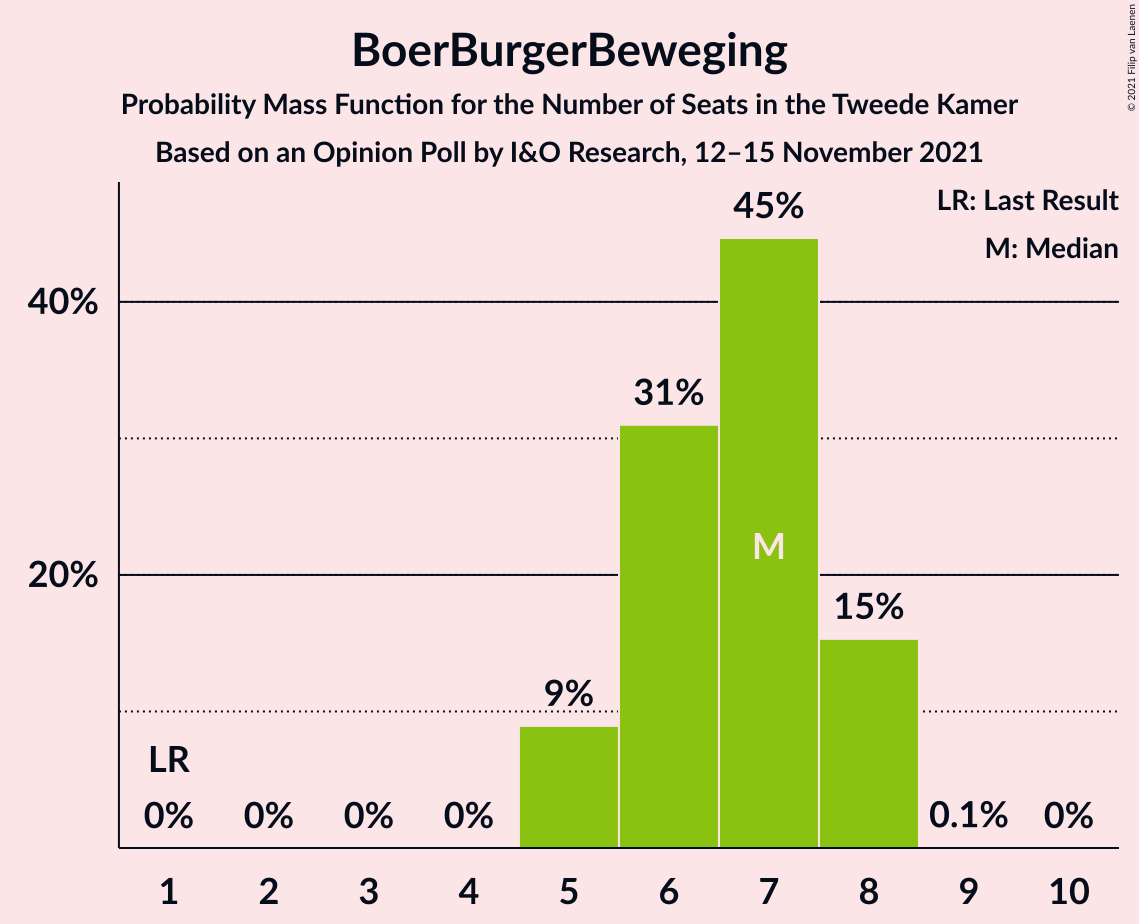 BoerBurgerBeweging
Probability Mass Function for the Number of Seats in the Tweede Kamer
Based on an Opinion Poll by I&O Research, 12–15 November 2021
© 2021 Filip van Laenen
LR: Last Result
M: Median
45%
40%
31%
M
20%
15%
9%
LR
0% 0% 0% 0% 0.1% 0%
1 2 3 4 5 6 7 8 9 10